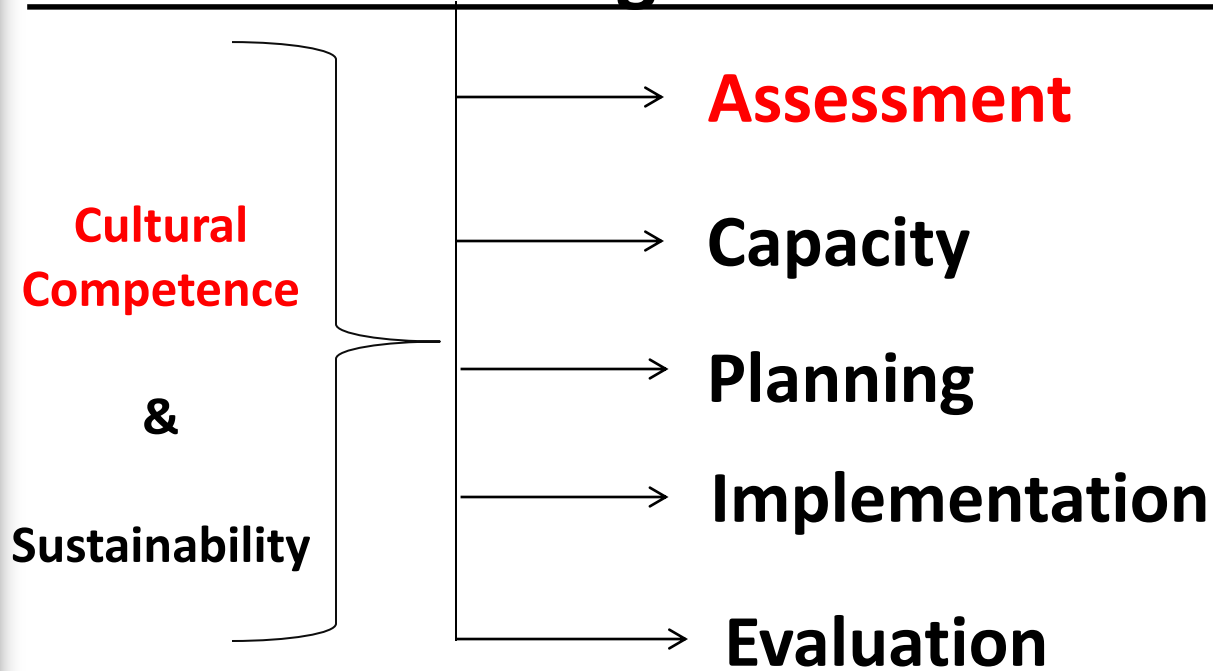 Assessment
Cultural
Competence
&
Sustainability
Capacity
Planning
Implementation
Evaluation